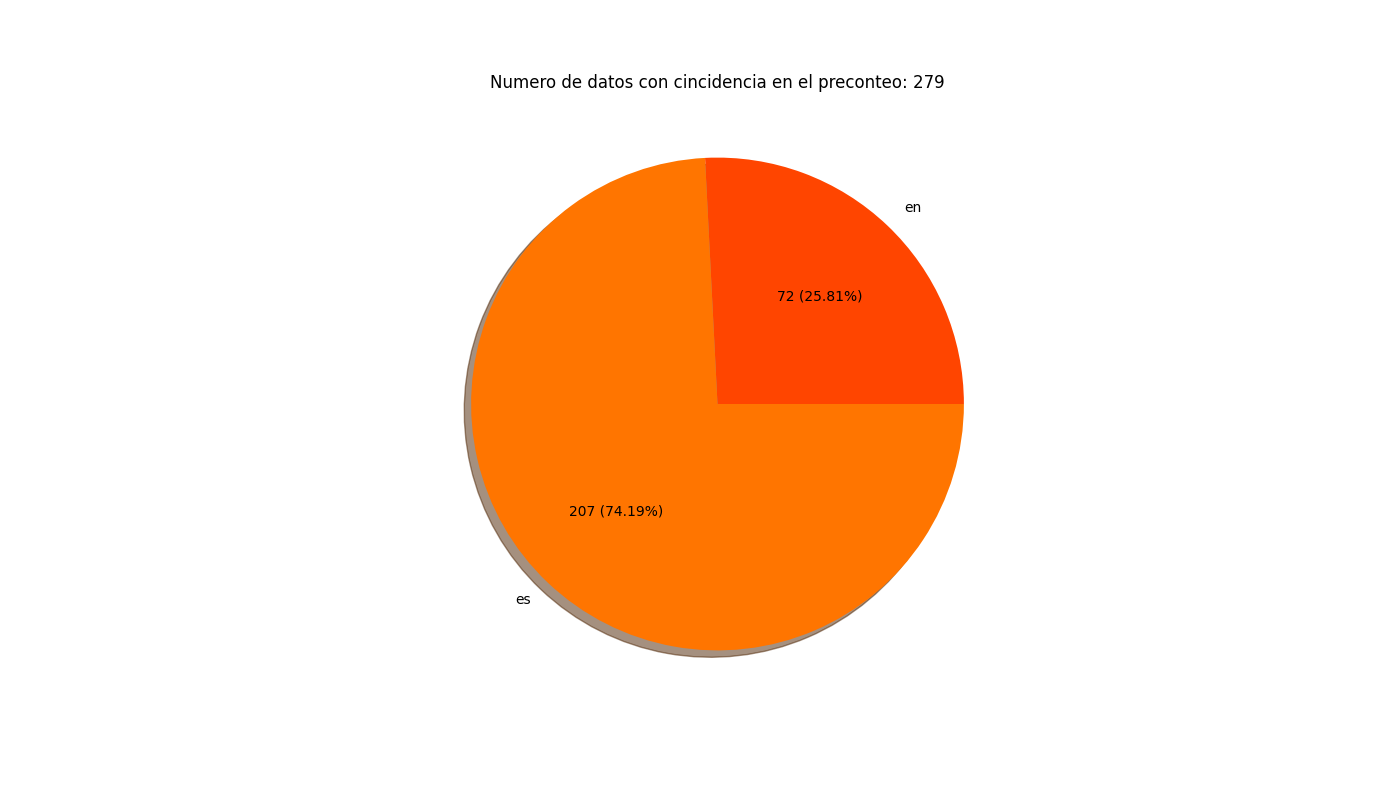 Numero de datos con cincidencia en el preconteo: 279
en
72 (25.81%)
207 (74.19%)
es